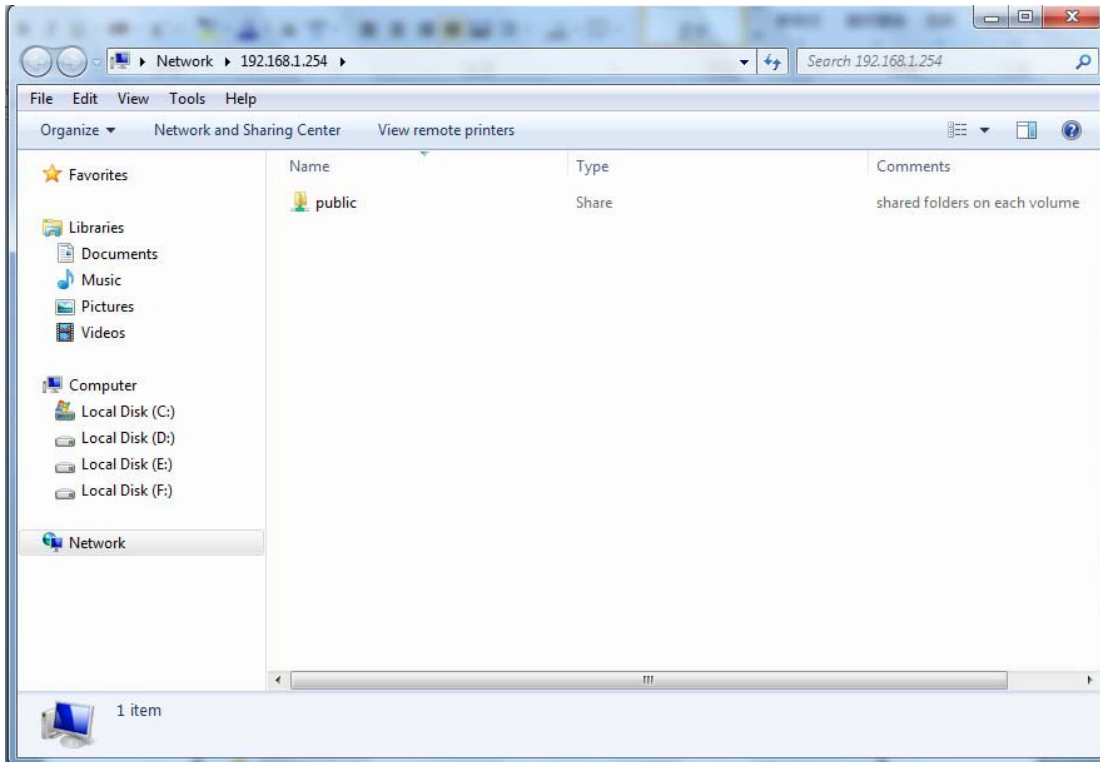 Network ▸ 192.168.1.254 ▸
Search 192.168.1.254
File Edit View Tools Help
Organize Network and Sharing Center View remote printers
Favorites
Libraries
Documents
Music
Pictures
Videos
Computer
Local Disk (C:)
Local Disk (D:)
Local Disk (E:)
Local Disk (F:)
Network
Name Type Comments
public Share shared folders on each volume
1 item